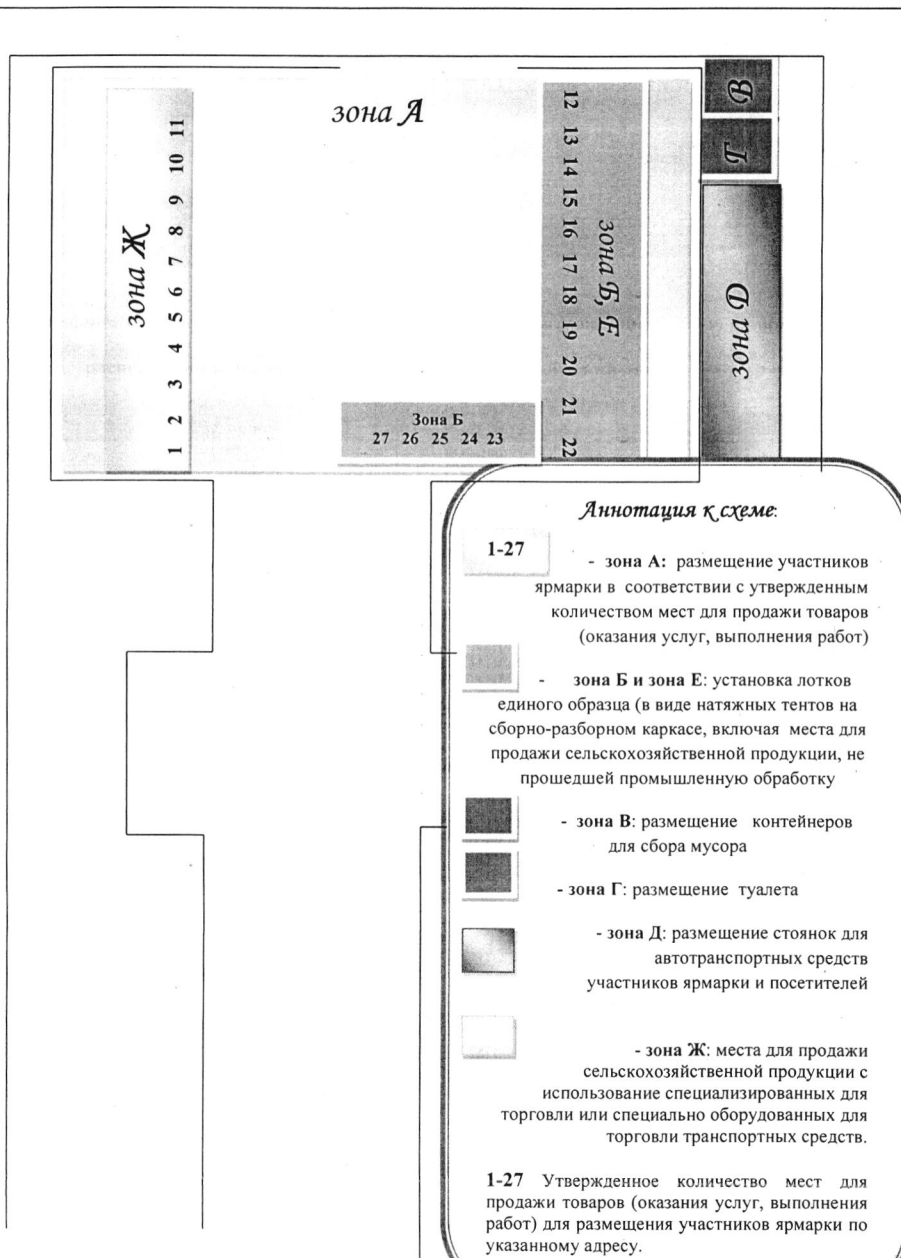 зона А
зона Ж
1 2 3 4 5 6 7 8 9 10 11
12 13 14 15 16 17 18 19 20 21 22
зона Б, Е
В
Г
зона Д
Зона Б
27 26 25 24 23
Аннотация к схеме:
1-27
- зона А: размещение участников
ярмарки в соответствии с утвержденным
количеством мест для продажи товаров
(оказания услуг, выполнения работ)
- зона Б и зона Е: установка лотков
единого образца (в виде натяжных тентов на
сборно-разборном каркасе, включая места для
продажи сельскохозяйственной продукции, не
прошедшей промышленную обработку
- зона В: размещение контейнеров
для сбора мусора
- зона Г: размещение туалета
- зона Д: размещение стоянок для
автотранспортных средств
участников ярмарки и посетителей
- зона Ж: места для продажи
сельскохозяйственной продукции с
использование специализированных для
торговли или специально оборудованных для
торговли транспортных средств.
1-27 Утвержденное количество мест для
продажи товаров (оказания услуг, выполнения
работ) для размещения участников ярмарки по
указанному адресу.